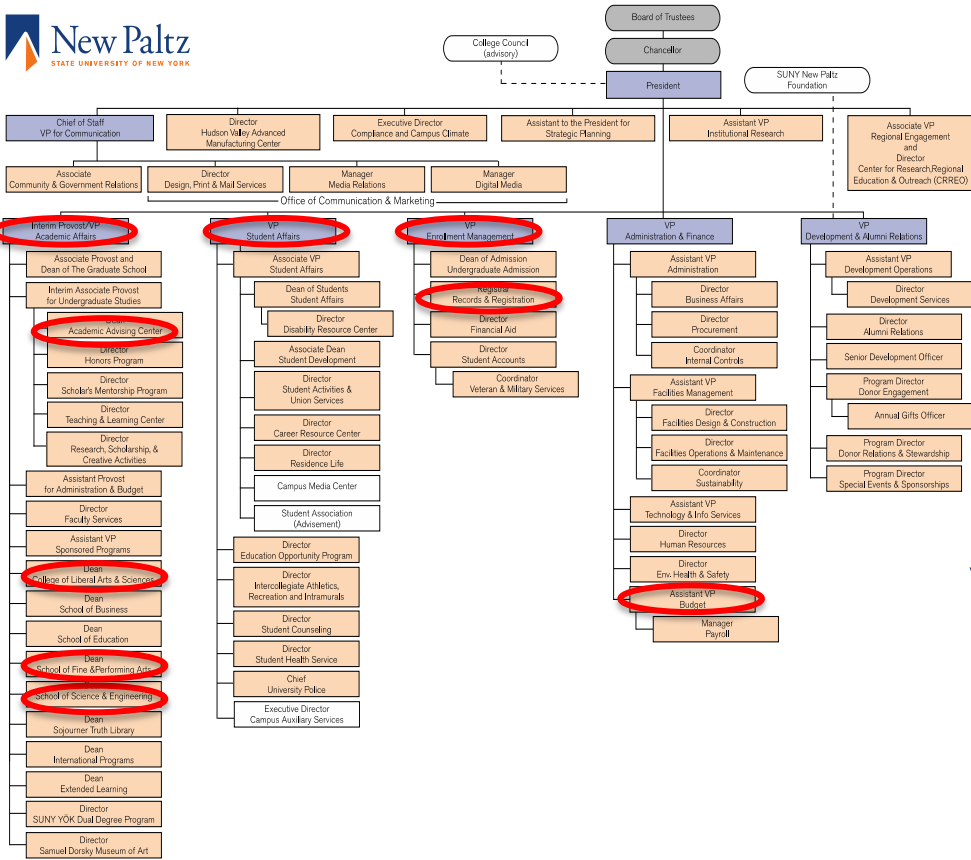 New Paltz
STATE UNIVERSITY OF NEW YORK
Board of Trustees
Chancellor
College Council
(advisory)
President
SUNY New Paltz
Foundation
Chief of Staff
VP for Communication
Director
Hudson Valley Advanced
Manufacturing Center
Executive Director
Compliance and Campus Climate
Assistant to the President for
Strategic Planning
Assistant VP
Institutional Research
Associate VP
Regional Engagement
and
Director
Center for Research,Regional
Education & Outreach (CRREO)
Associate
Community & Government Relations
Director
Design, Print & Mail Services
Manager
Media Relations
Manager
Digital Media
Office of Communication & Marketing
Interim Provost/VP
Academic Affairs
Associate Provost and
Dean of The Graduate School
Interim Associate Provost
for Undergraduate Studies
Dean
Academic Advising Center
Director
Honors Program
Director
Scholar's Mentorship Program
Director
Teaching & Learning Center
Director
Research, Scholarship, &
Creative Activities
Assistant Provost
for Administration & Budget
Director
Faculty Services
Assistant VP
Sponsored Programs
Dean
College of Liberal Arts & Sciences
Dean
School of Business
Dean
School of Education
Dean
School of Fine &Performing Arts
School of Science & Engineering
Dean
Sojourner Truth Library
Dean
International Programs
Dean
Extended Learning
Director
SUNY YÖK Dual Degree Program
Director
Samuel Dorsky Museum of Art
VP
Student Affairs
Associate VP
Student Affairs
Dean of Students
Student Affairs
Director
Disability Resource Center
Associate Dean
Student Development
Director
Student Activities &
Union Services
Director
Career Resource Center
Director
Residence Life
Campus Media Center
Student Association
(Advisement)
Director
Education Opportunity Program
Director
Intercollegiate Athletics,
Recreation and Intramurals
Director
Student Counseling
Director
Student Health Service
Chief
University Police
Executive Director
Campus Auxiliary Services
VP
Enrollment Management
Dean of Admission
Undergraduate Admission
Registrar
Records & Registration
Director
Financial Aid
Director
Student Accounts
Coordinator
Veteran & Military Services
VP
Administration & Finance
Assistant VP
Administration
Director
Business Affairs
Director
Procurement
Coordinator
Internal Controls
Assistant VP
Facilities Management
Director
Facilities Design & Construction
Director
Facilities Operations & Maintenance
Coordinator
Sustainability
Assistant VP
Technology & Info Services
Director
Human Resources
Director
Env. Health & Safety
Assistant VP
Budget
Manager
Payroll
VP
Development & Alumni Relations
Assistant VP
Development Operations
Director
Development Services
Director
Alumni Relations
Senior Development Officer
Program Director
Donor Engagement
Annual Gifts Officer
Program Director
Donor Relations & Stewardship
Program Director
Special Events & Sponsorships